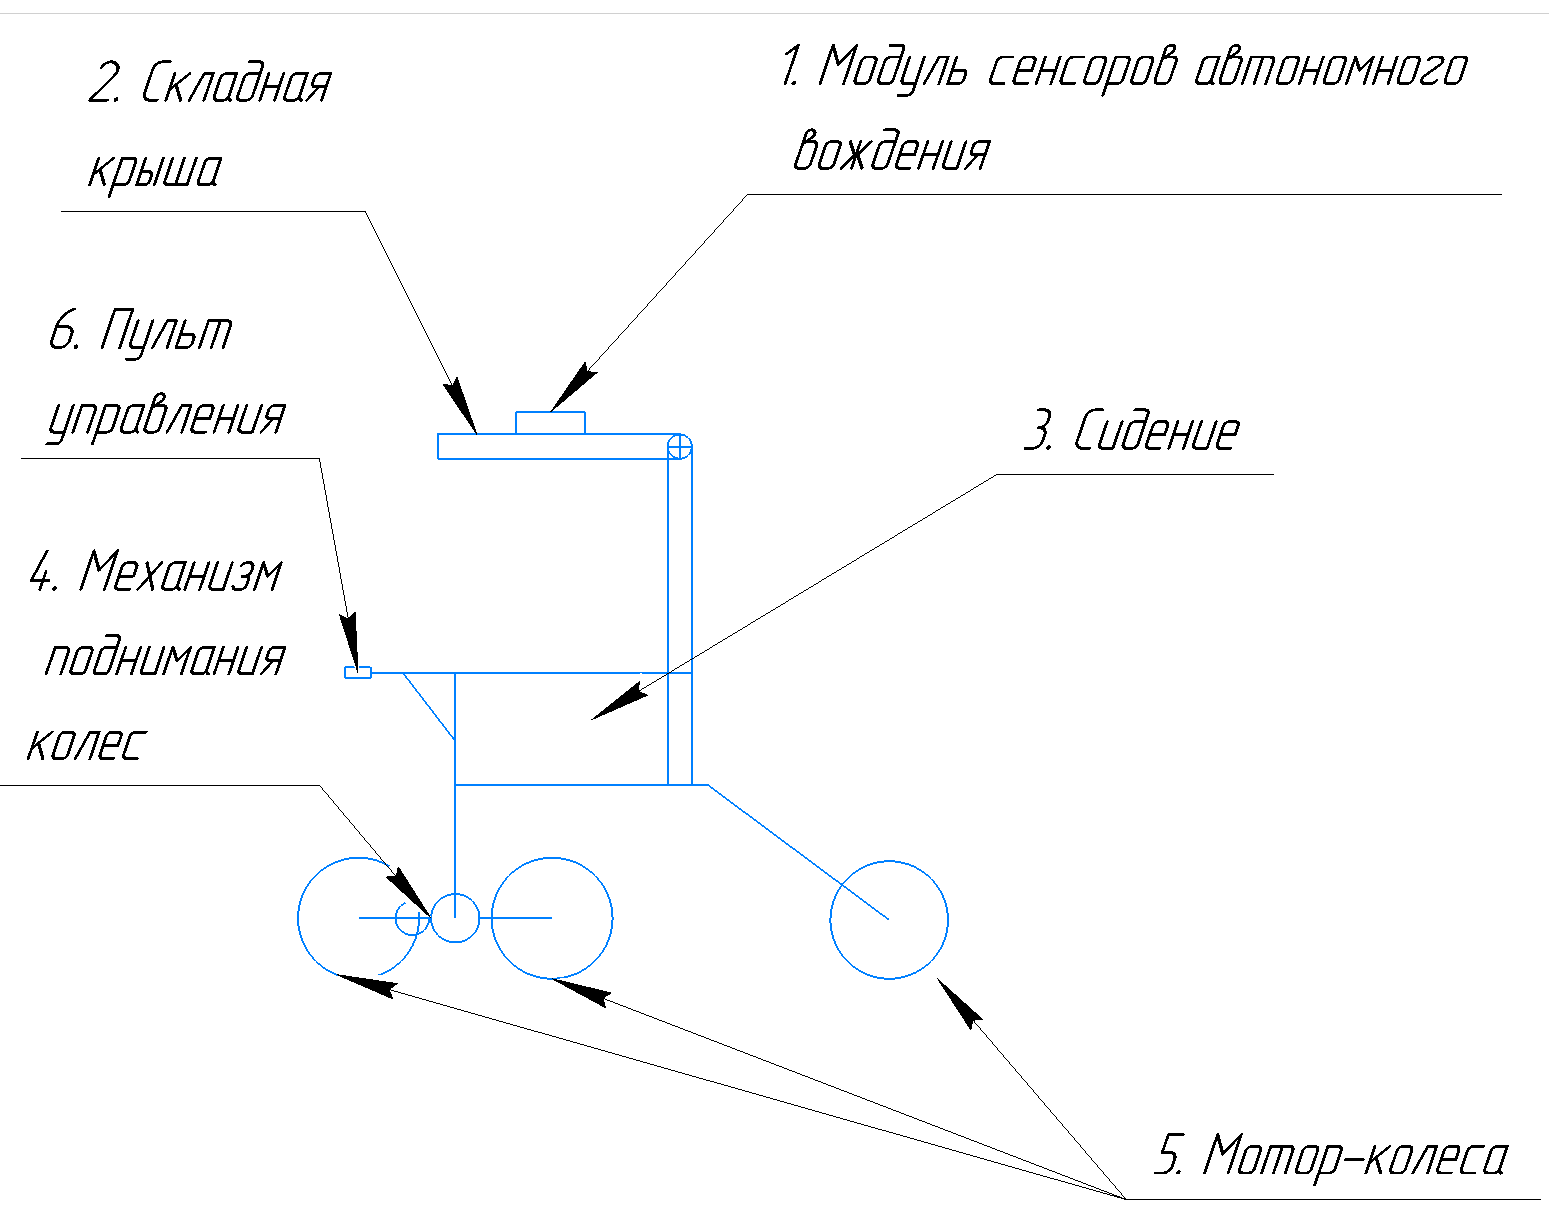 2. Складная
крыша
1. Модуль сенсоров автономного
вождения
6. Пульт
управления
3. Сидение
4. Механизм
поднимания
колес
5. Мотор-колеса